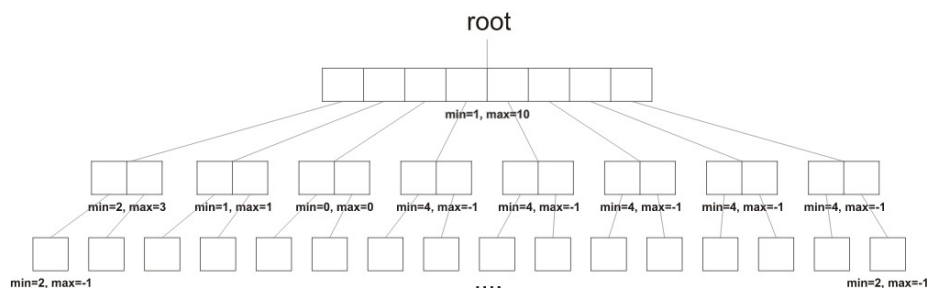 root
min=1, max=10
min=2, max=3
min=1, max=1
min=0, max=0
min=4, max=-1
min=4, max=-1
min=4, max=-1
min=4, max=-1
min=4, max=-1
min=2, max=-1
....
min=2, max=-1